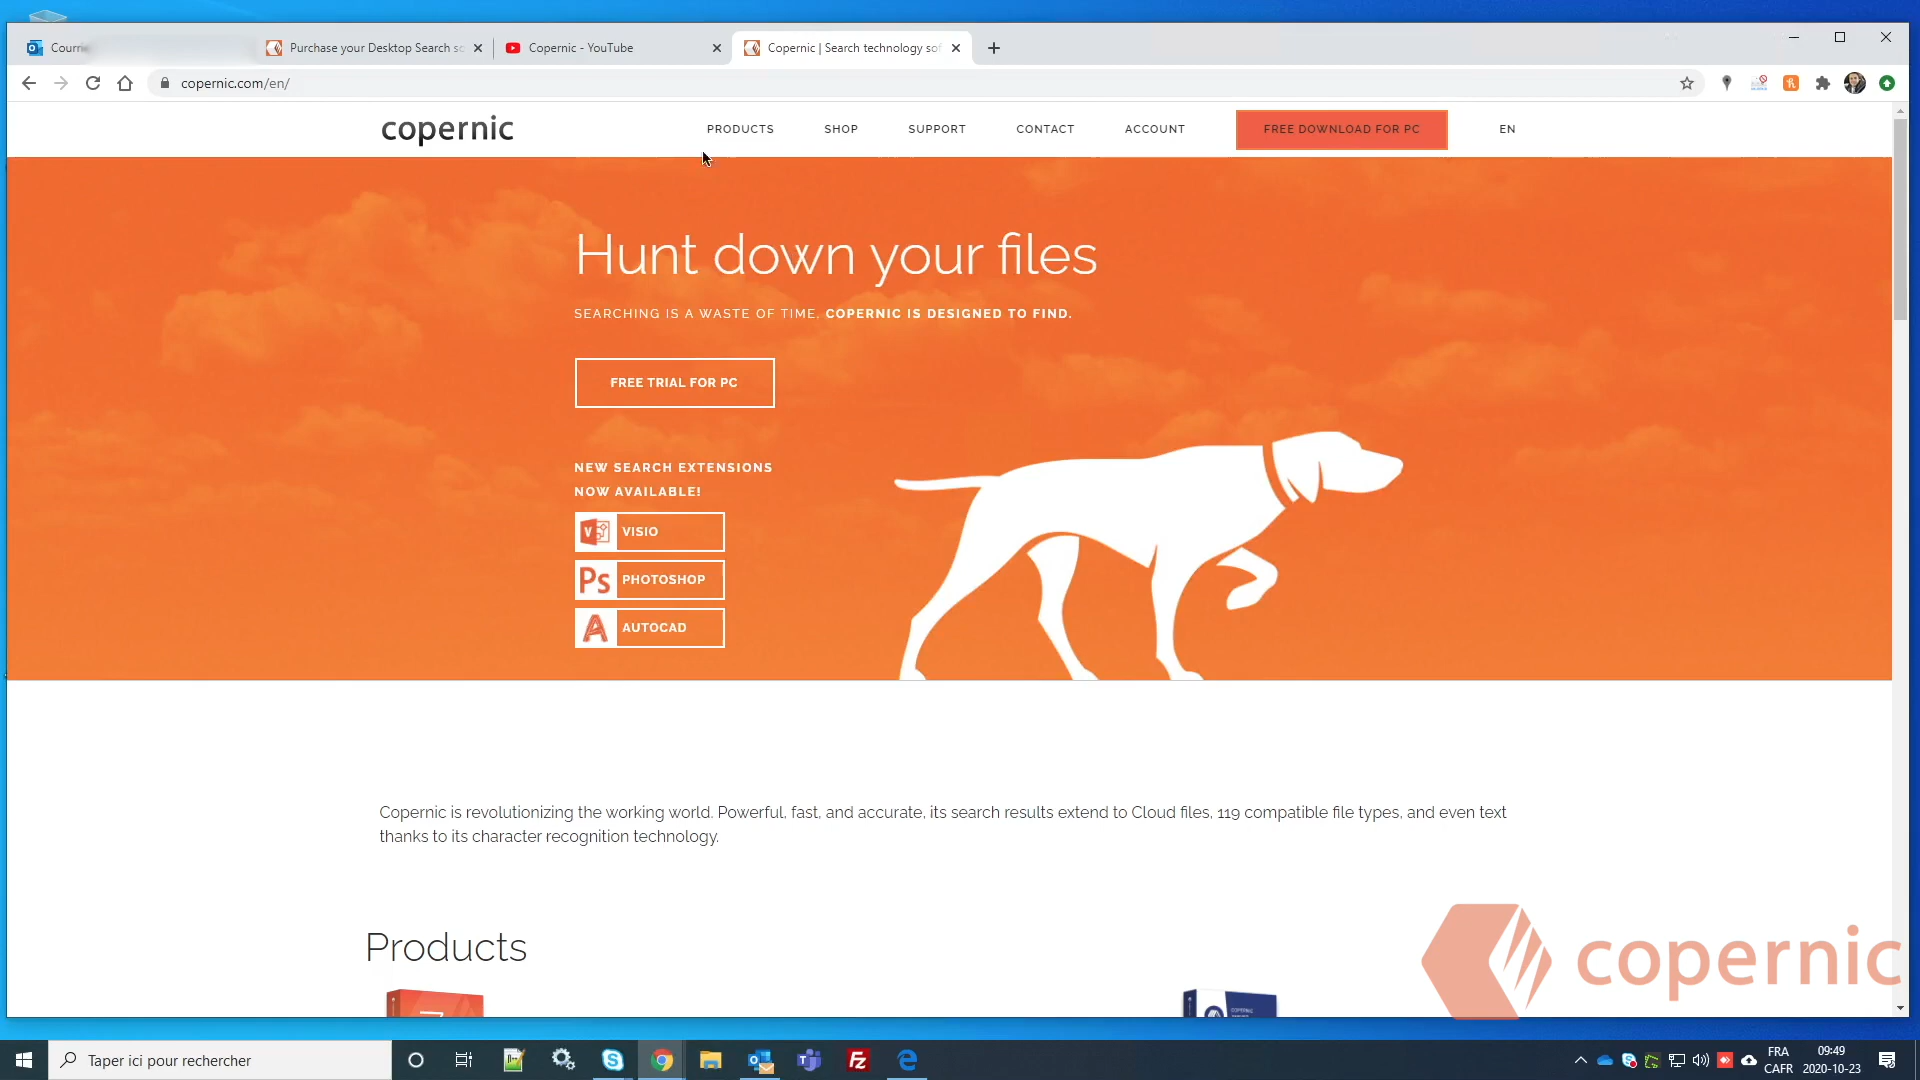 Purchase your Desktop Search
Copernic - YouTube
Copernic | Search technology
copernic.com/en/
copernic
PRODUCTS
SHOP
SUPPORT
CONTACT
ACCOUNT
FREE DOWNLOAD FOR PC
EN
Hunt down your files
SEARCHING IS A WASTE OF TIME, COPERNIC IS DESIGNED TO FIND.
FREE TRIAL FOR PC
NEW SEARCH EXTENSIONS
NOW AVAILABLE!
VISIO
Ps PHOTOSHOP
AUTOCAD
Copernic is revolutionizing the working world. Powerful, fast, and accurate, its search results extend to Cloud files, 119 compatible file types, and even text
thanks to its character recognition technology.
Products
copernic
Taper ici pour rechercher
FRA
CAFR
09:49
2020-10-23